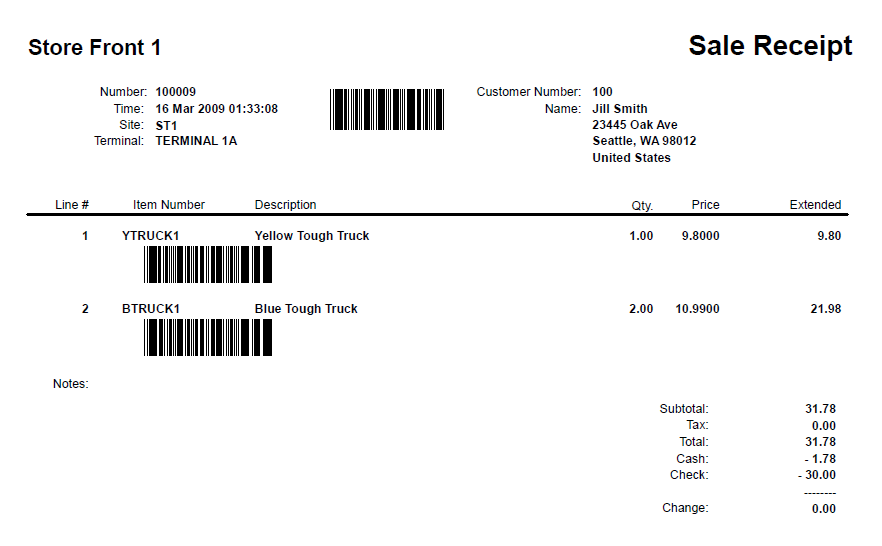 Store Front 1
Sale Receipt
Number: 100009
Time: 16 Mar 2009 01:33:08
Site: ST1
Terminal: TERMINAL 1A
Customer Number: 100
Name: Jill Smith
23445 Oak Ave
Seattle, WA 98012
United States
Line # Item Number Description Qty. Price Extended
1 YTRUCK1 Yellow Tough Truck 1.00 9.8000 9.80
2 BTRUCK1 Blue Tough Truck 2.00 10.9900 21.98
Notes:
Subtotal: 31.78
Tax: 0.00
Total: 31.78
Cash: - 1.78
Check: - 30.00
--------
Change: 0.00